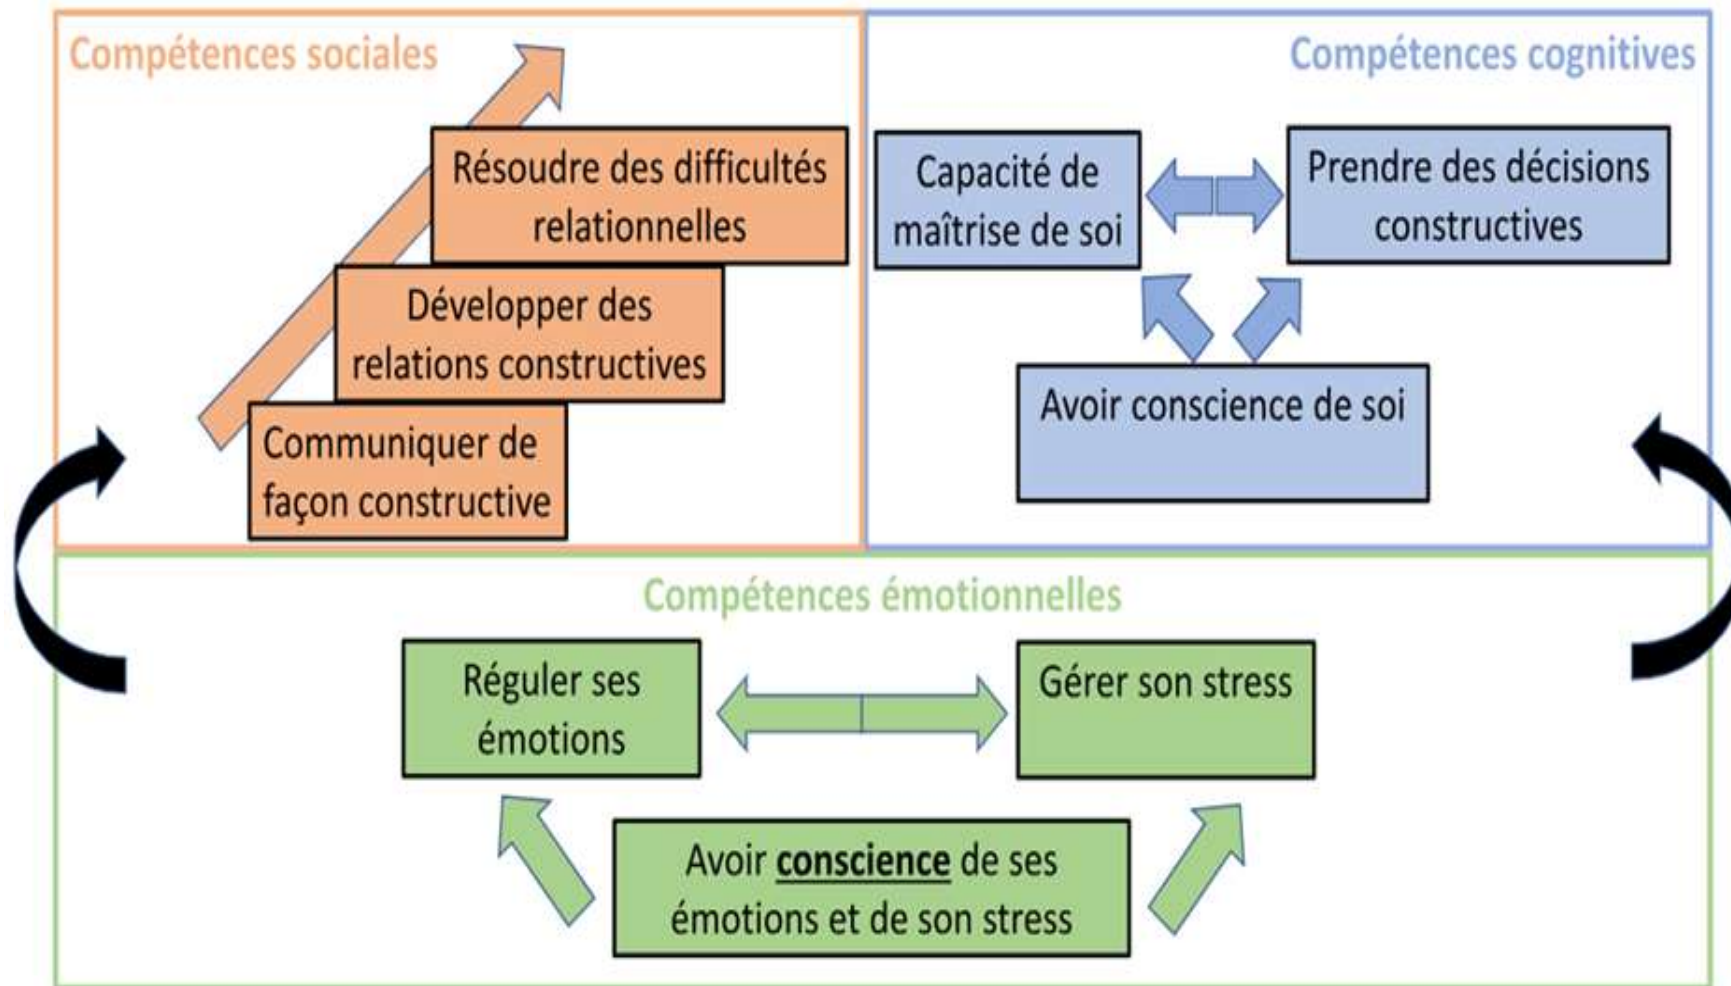 Compétences sociales
Résoudre des difficultés
relationnelles
Développer des
relations constructives
Communiquer de
façon constructive
Compétences cognitives
Capacité de
maîtrise de soi
Prendre des décisions
constructives
Avoir conscience de soi
Compétences émotionnelles
Réguler ses
émotions
Gérer son stress
Avoir conscience de ses
émotions et de son stress